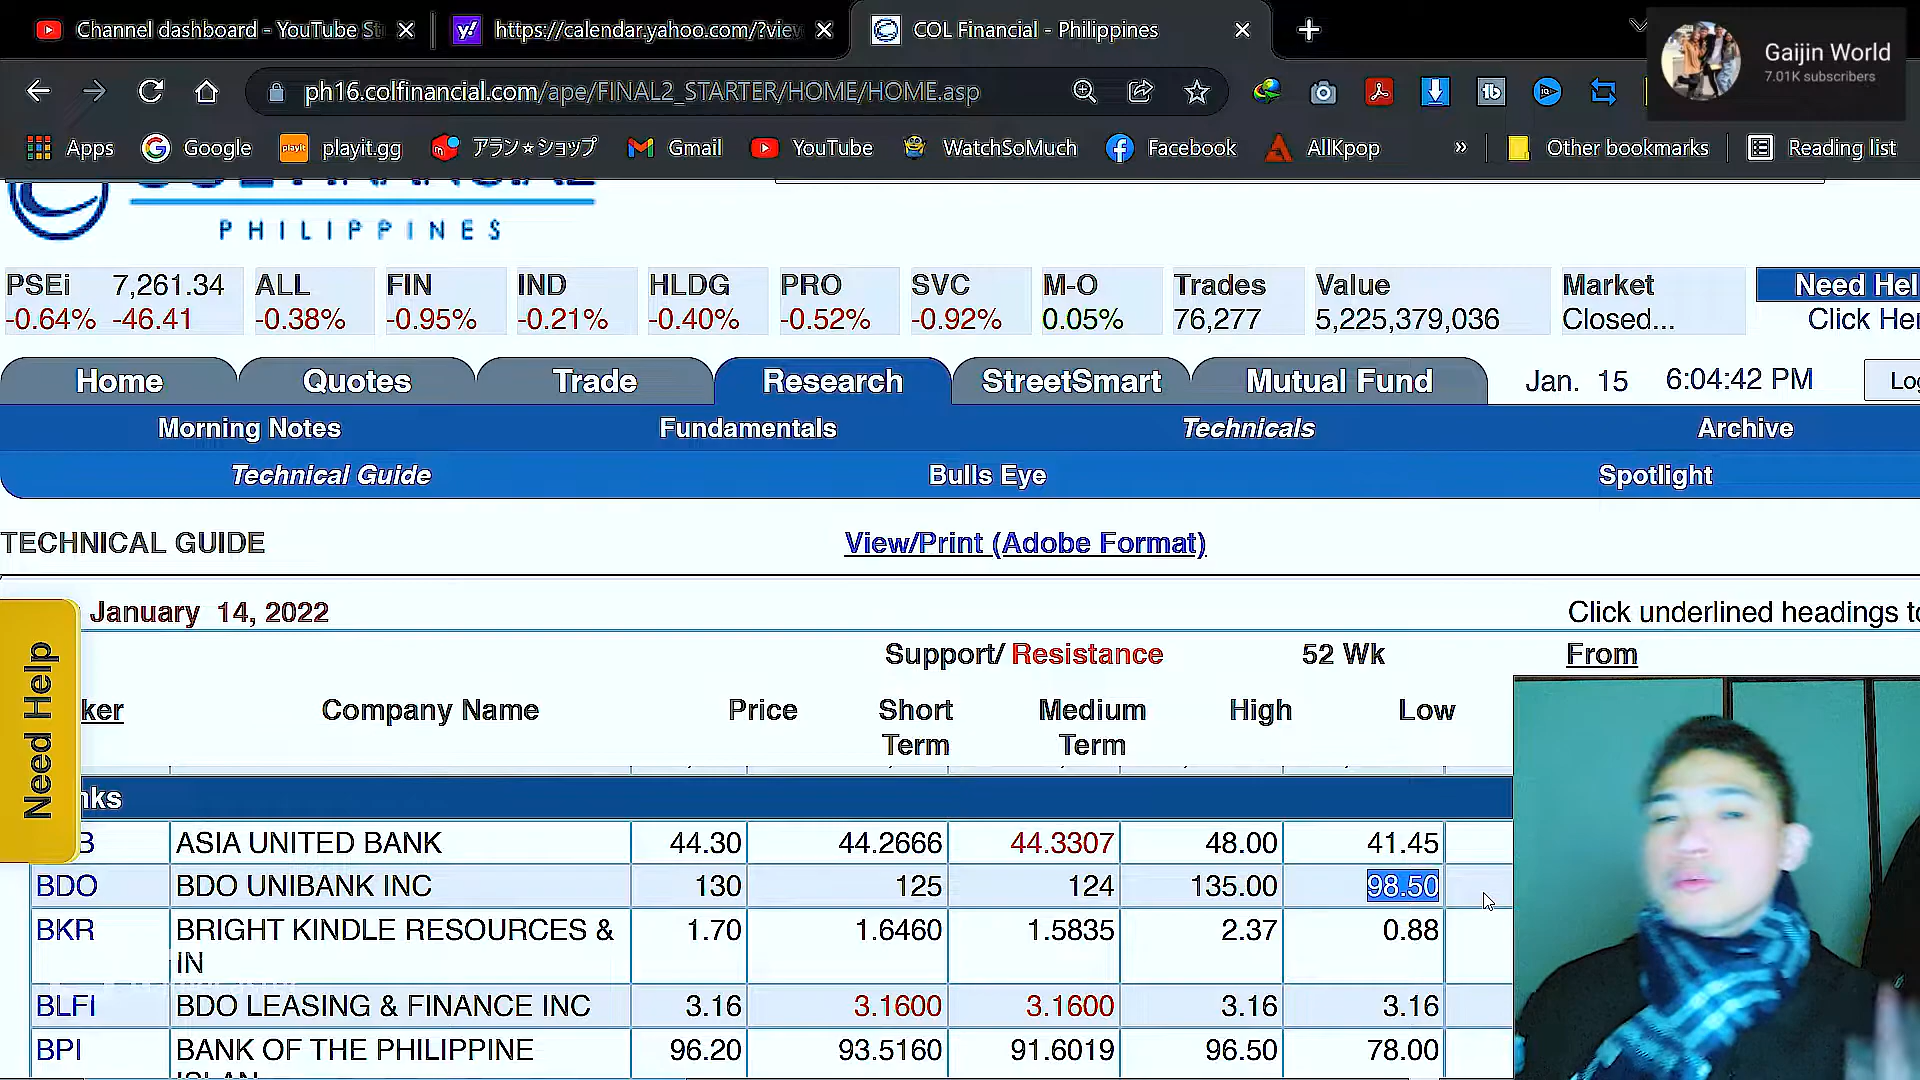 Channel dashboard - YouTube St
https://calendar.yahoo.com/?view
COL Financial - Philippines
Gaijin World
7.01K subscribers
ph16.colfinancial.com/ape/FINAL2_STARTER/HOME/HOME.asp
Apps
Google
playit.gg
アラン☆ショップ
Gmail
YouTube
WatchSoMuch
Facebook
AllKpop
»
Other bookmarks
Reading list
PHILIPPINES
PSEi 7,261.34 ALL FIN IND HLDG PRO SVC M-O Trades Value Market Need Hel
-0.64% -46.41 -0.38% -0.95% -0.21% -0.40% -0.52% -0.92% 0.05% 76,277 5,225,379,036 Closed... Click Her
Home Quotes Trade Research StreetSmart Mutual Fund Jan. 15 6:04:42 PM Log
Morning Notes Fundamentals Technicals Archive
Technical Guide Bulls Eye Spotlight
TECHNICAL GUIDE View/Print (Adobe Format)
January 14, 2022 Click underlined headings to
Need Help
Support/ Resistance 52 Wk From
ker Company Name Price Short Term Medium Term High Low
nks
B ASIA UNITED BANK 44.30 44.2666 44.3307 48.00 41.45
BDO BDO UNIBANK INC 130 125 124 135.00 98.50
BKR BRIGHT KINDLE RESOURCES & 1.70 1.6460 1.5835 2.37 0.88
IN
BLFI BDO LEASING & FINANCE INC 3.16 3.1600 3.1600 3.16 3.16
BPI BANK OF THE PHILIPPINE 96.20 93.5160 91.6019 96.50 78.00